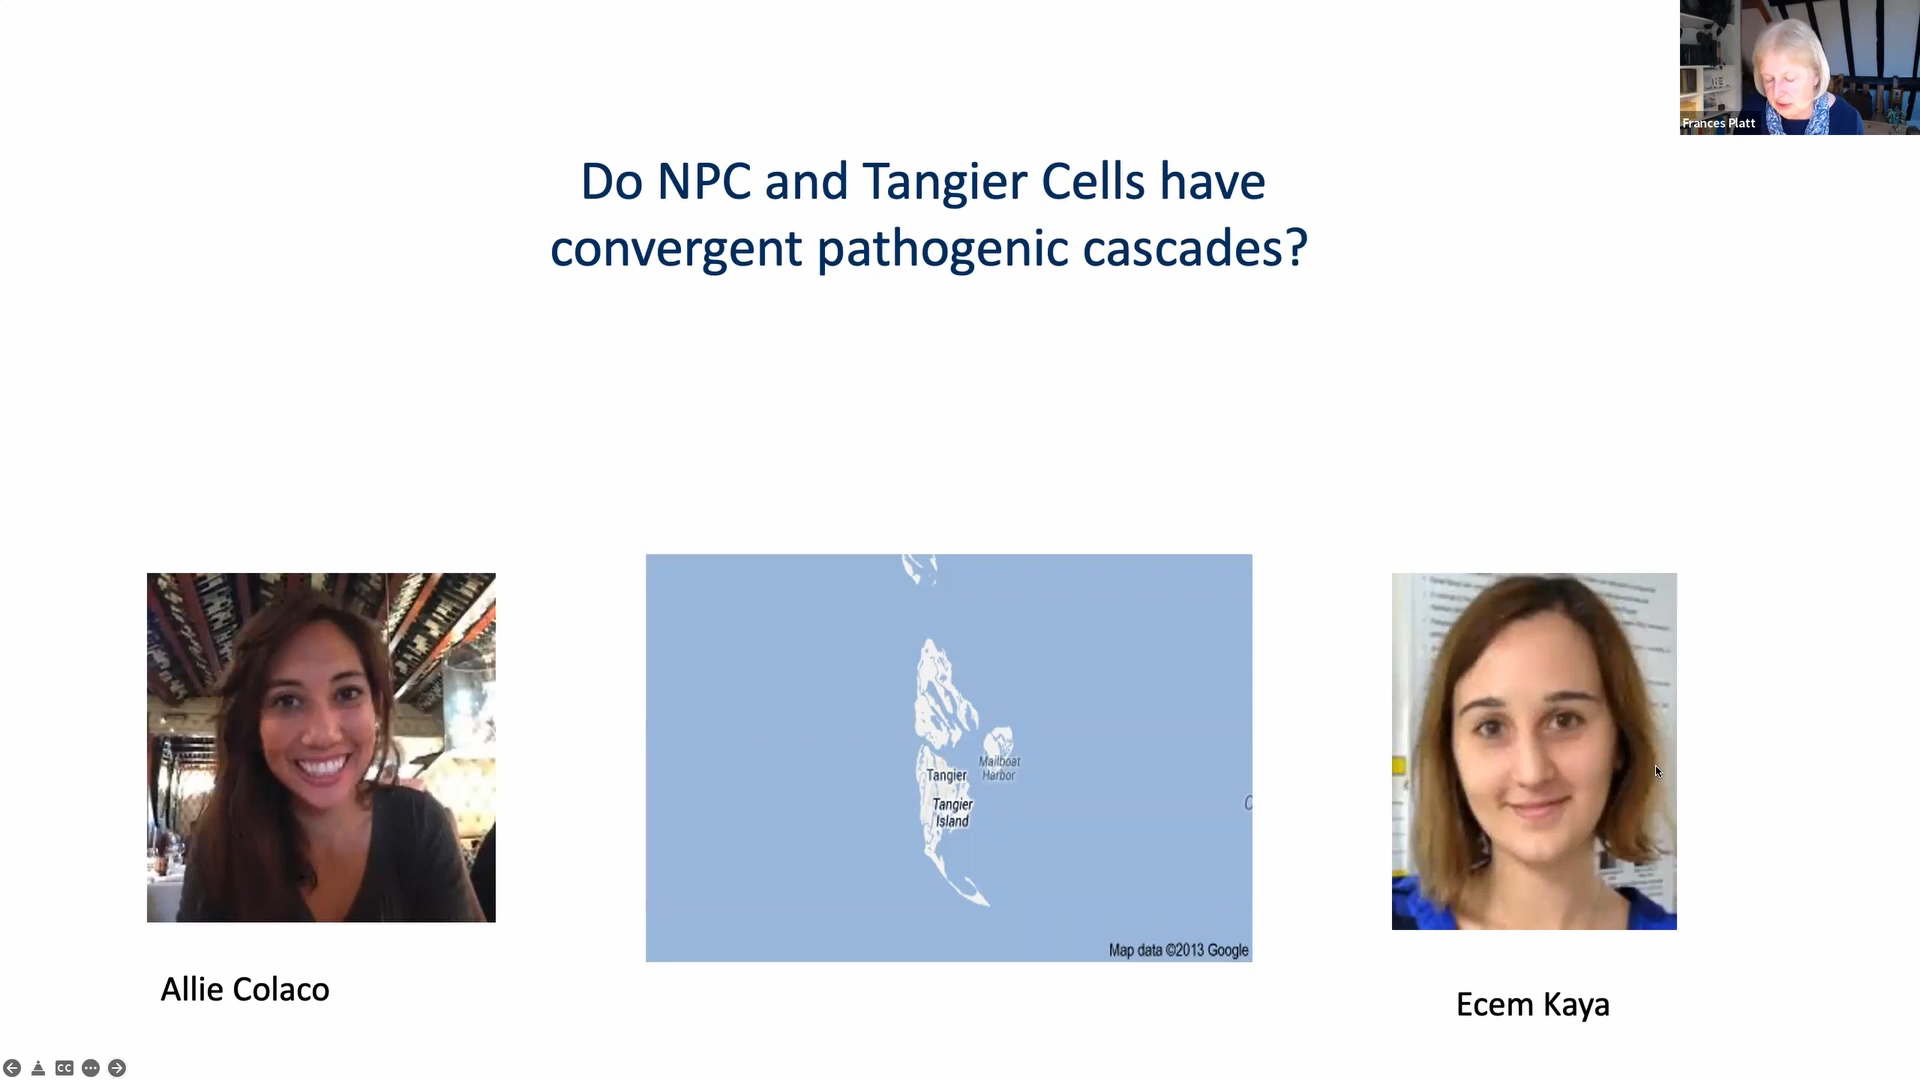 Frances Platt
Do NPC and Tangier Cells have
convergent pathogenic cascades?
Mailboat
Harbor
Tangier
Tangier
Island
Map data ©2013 Google
Allie Colaco
Ecem Kaya
CC